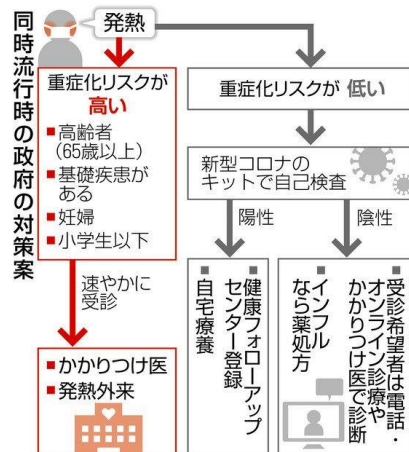 同時流行時の政府の対策案
発熱
重症化リスクが
高い
■高齢者
(65歳以上)
■基礎疾患が
ある
■妊婦
■小学生以下
速やかに
受診
■かかりつけ医
■発熱外来
重症化リスクが 低い
新型コロナの
キットで自己検査
陽性
陰性
■健康フォローアップ
センター登録
■自宅療養
■受診希望者は電話・
オンライン診療や
かかりつけ医で診断
■インフル
なら薬処方